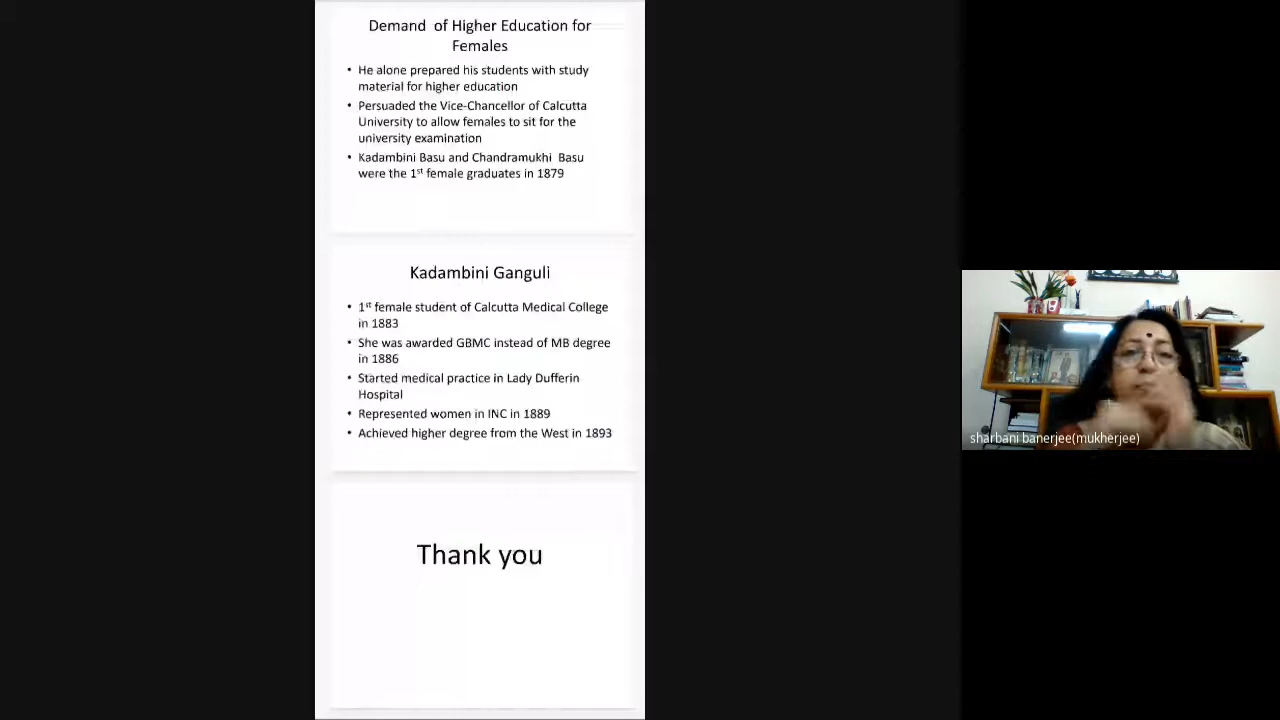 Demand of Higher Education for
Females
• He alone prepared his students with study
material for higher education
• Persuaded the Vice-Chancellor of Calcutta
University to allow females to sit for the
university examination
• Kadambini Basu and Chandramukhi Basu
were the 1st female graduates in 1879
Kadambini Ganguli
• 1st female student of Calcutta Medical College
in 1883
• She was awarded GBMC instead of MB degree
in 1886
• Started medical practice in Lady Dufferin
Hospital
• Represented women in INC in 1889
• Achieved higher degree from the West in 1893
Thank you
sharbani banerjee(mukherjee)